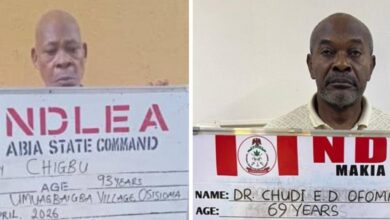 NDLEA
ABIA STATE COMMAND
CHIGBU
AGE 93 YEARS
UMUAGBAIGBA VILLAGE, OSISIOMA
APRIL 2026
ND
MAKIA
NAME: DR. CHUDI E.D. OFOM
AGE: 69 YEARS